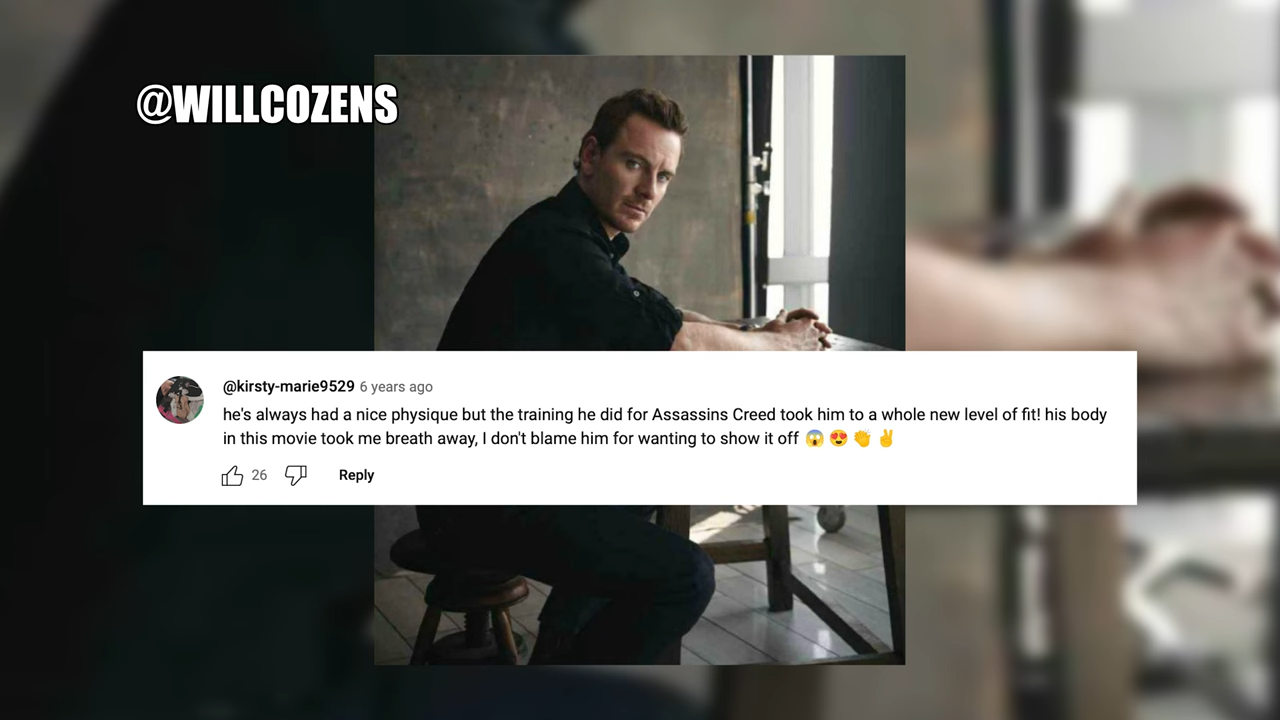 @WILLCOZENS
@kirsty-marie9529 6 years ago
he's always had a nice physique but the training he did for Assassins Creed took him to a whole new level of fit! his body
in this movie took me breath away, I don't blame him for wanting to show it off 😱 😍 👏 ✌️
26
Reply